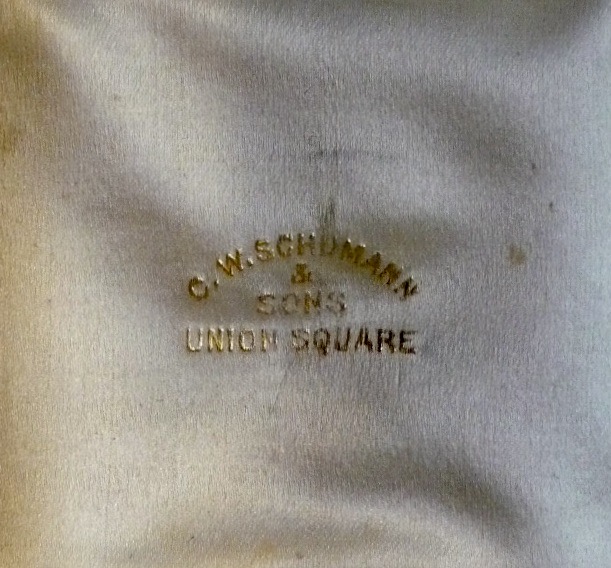 C.W. SCHUMANN
&
SONS
UNION SQUARE